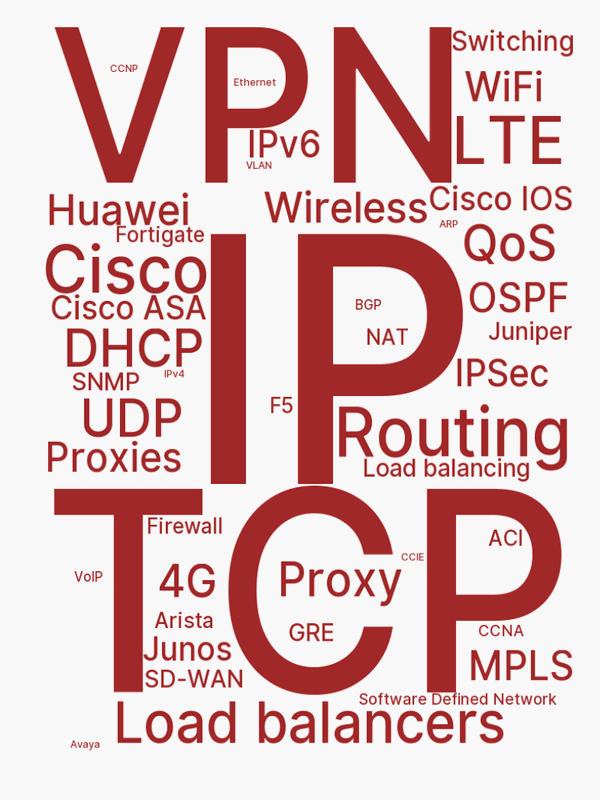 VPN
Switching
CCNP
Ethernet
WiFi
IPv6
LTE
VLAN
Huawei
Wireless
Cisco IOS
Fortigate
ARP
QoS
IP
Cisco
Cisco ASA
BGP
OSPF
NAT
Juniper
DHCP
IPv4
IPSec
SNMP
F5
UDP
Routing
Proxies
Load balancing
TCP
Firewall
ACI
CCIE
VoIP
4G
Proxy
Arista
GRE
CCNA
Junos
MPLS
SD-WAN
Software Defined Network
Load balancers
Avaya